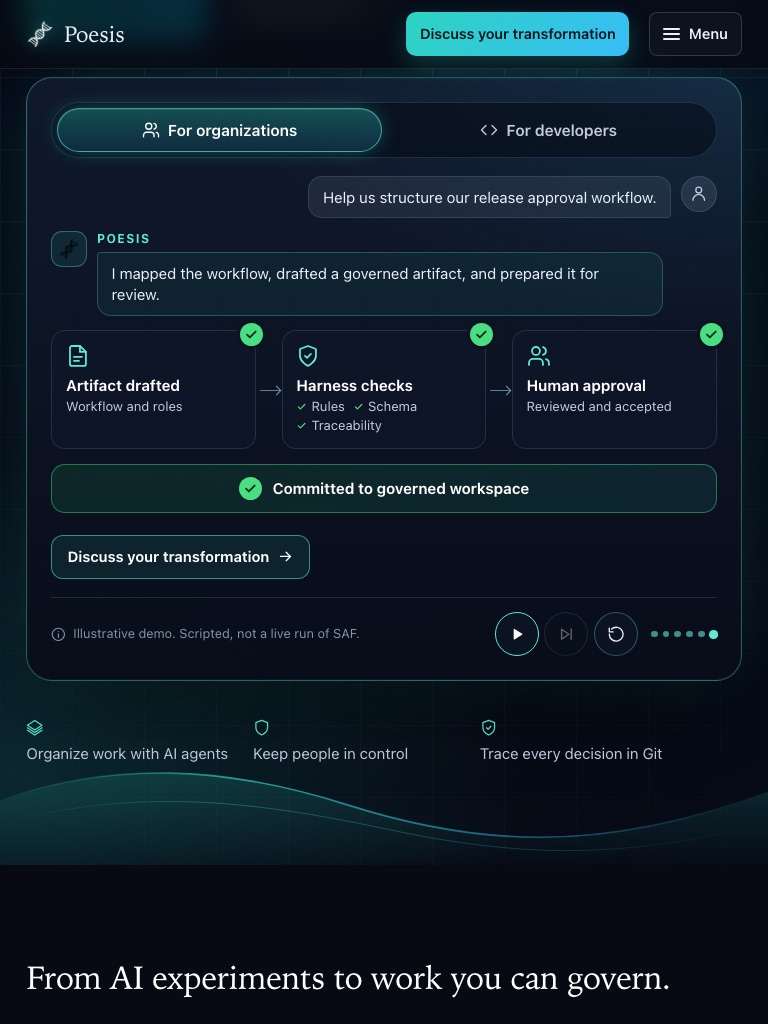 Poesis
Discuss your transformation
Menu
For organizations
For developers
Help us structure our release approval workflow.
POESIS
I mapped the workflow, drafted a governed artifact, and prepared it for
review.
Artifact drafted
Workflow and roles
Harness checks
Rules Schema
Traceability
Human approval
Reviewed and accepted
Committed to governed workspace
Discuss your transformation
Illustrative demo. Scripted, not a live run of SAF.
Organize work with AI agents
Keep people in control
Trace every decision in Git
From AI experiments to work you can govern.